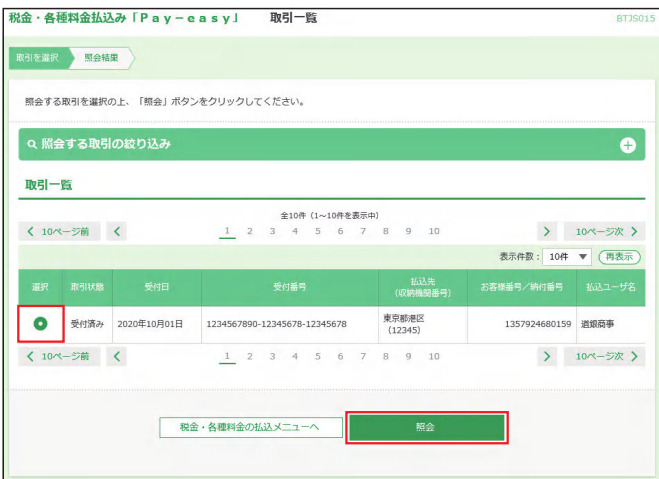 税金・各種料金払込み「Pay－easy」 取引一覧 BTJS015
取引を選択 照会結果
照会する取引を選択の上、「照会」ボタンをクリックしてください。
照会する取引の絞り込み
取引一覧
全10件（1～10件を表示中）
10ページ前 1 2 3 4 5 6 7 8 9 10 10ページ次
表示件数： 10件 ▼ 再表示
選択 取引状態 受付日 受付番号 払込先 お客様番号／納付番号 払込ユーザ名
（収納機関番号）
受付済み 2020年10月01日 1234567890-12345678-12345678 東京都港区 1357924680159 道銀商事
（12345）
10ページ前 1 2 3 4 5 6 7 8 9 10 10ページ次
税金・各種料金の払込メニューへ 照会